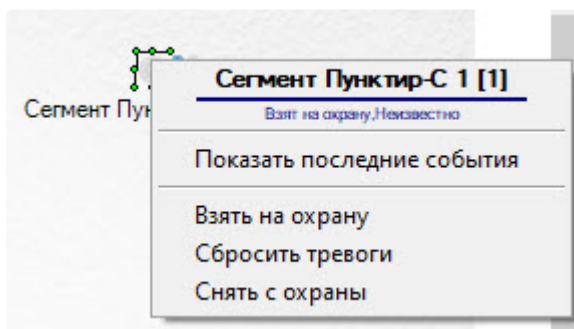 Сегмент Пунктир-С 1 [1]
Сегмент Пун
Взят на охрану,Неизвестно
Показать последние события
Взять на охрану
Сбросить тревоги
Снять с охраны